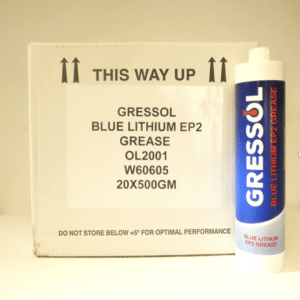 THIS WAY UP
GRESSOL
BLUE LITHIUM EP2
GREASE
OL2001
W60605
20X500GM
DO NOT STORE BELOW +5° FOR OPTIMAL PERFORMANCE
GRESSOL
BLUE LITHIUM EP2 GREASE
BLUE LITHIUM
EP2 GREASE